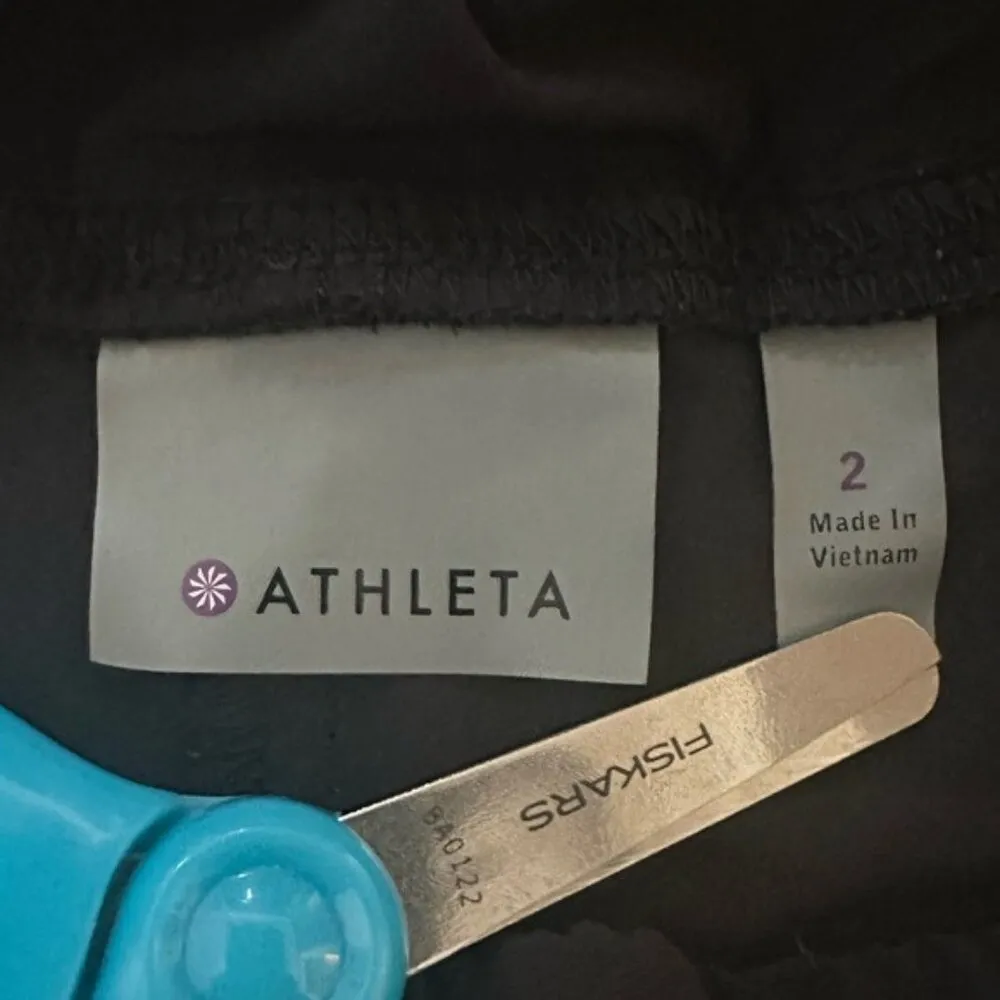 ATHLETA
2
Made In
Vietnam
FISKARS
BA0122